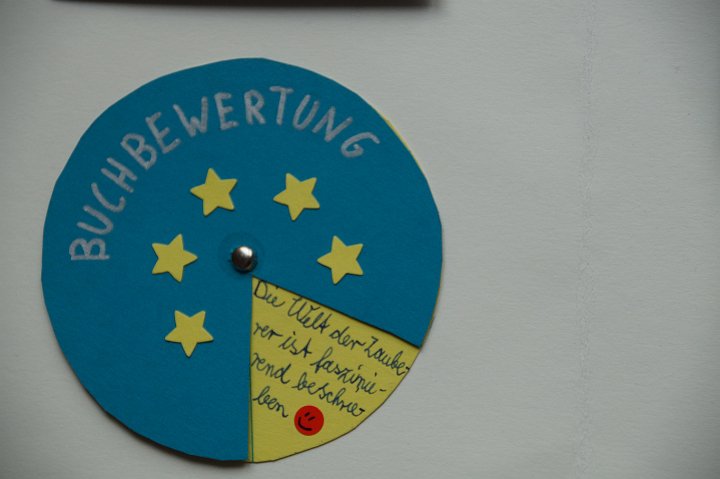 BUCHBEWERTUNG
Die Welt der Zaube-
rer ist faszinie-
rend beschrie-
ben